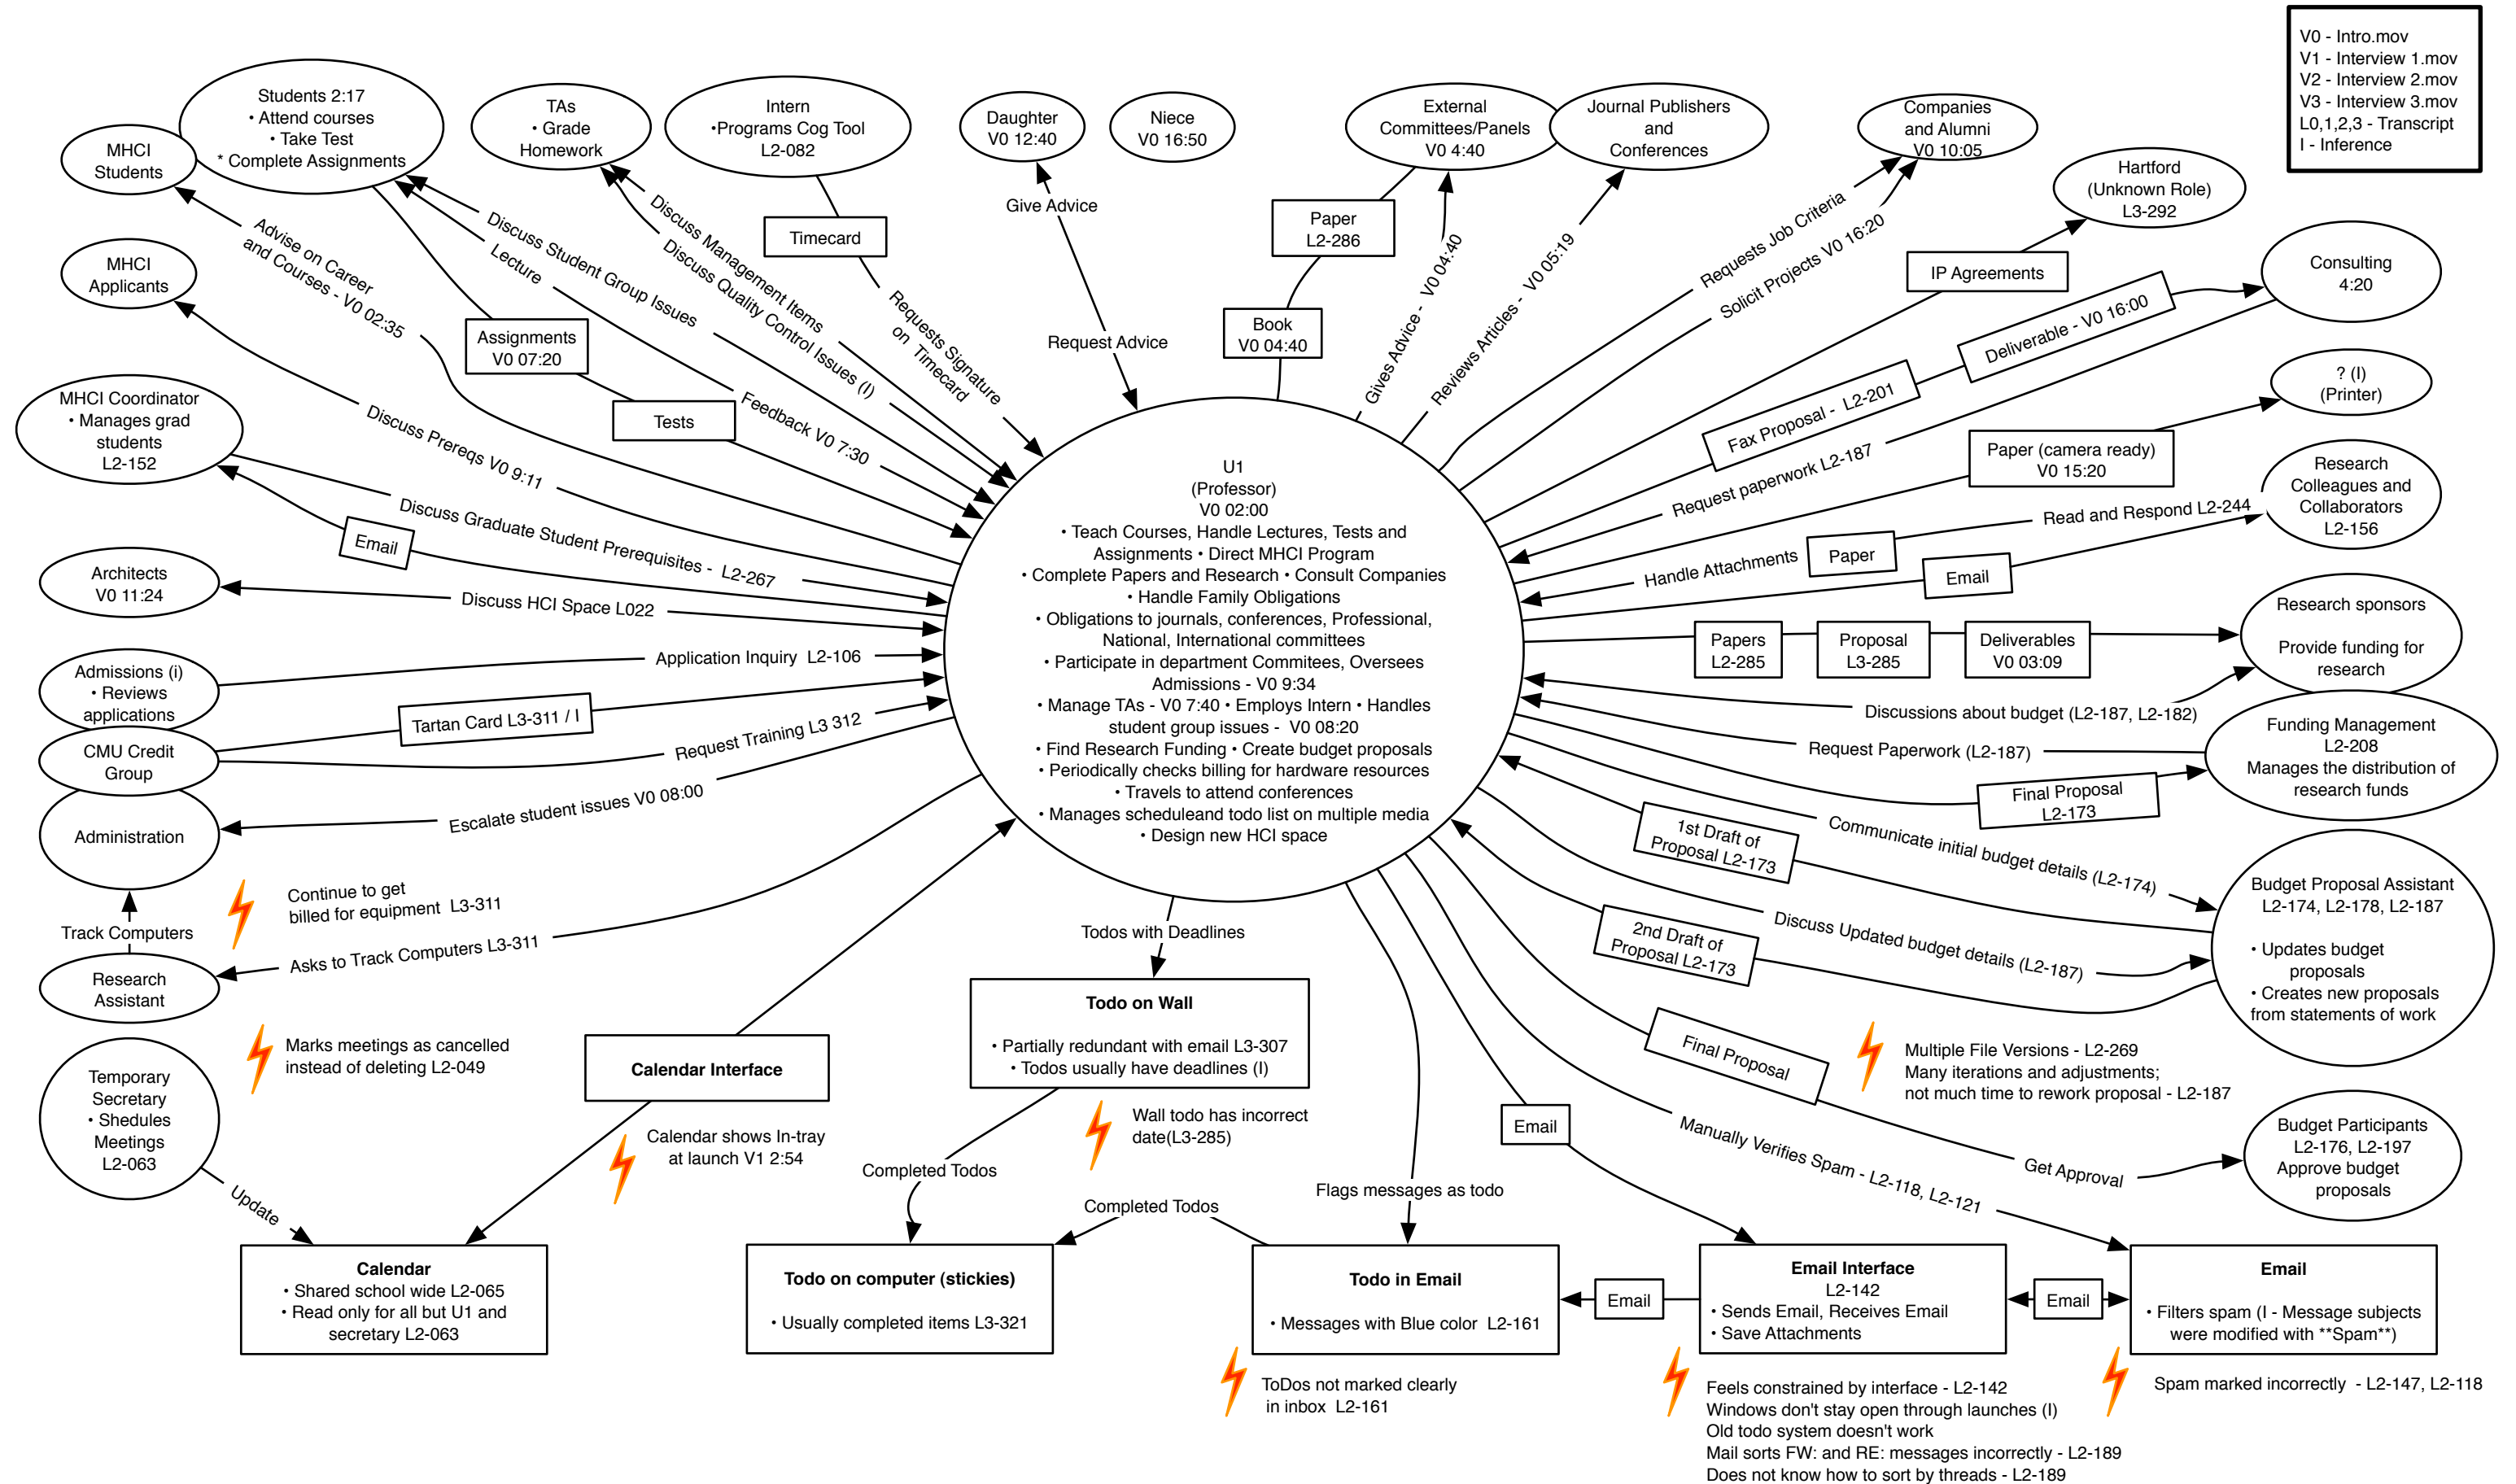 V0 - Intro.mov
V1 - Interview 1.mov
V2 - Interview 2.mov
V3 - Interview 3.mov
L0,1,2,3 - Transcript
I - Inference
Students 2:17
• Attend courses
• Take Test
* Complete Assignments
MHCI
Students
TAs
• Grade
Homework
Intern
•Programs Cog Tool
L2-082
Daughter
V0 12:40
Niece
V0 16:50
External
Committees/Panels
V0 4:40
Journal Publishers
and
Conferences
Companies
and Alumni
V0 10:05
Hartford
(Unknown Role)
L3-292
Consulting
4:20
? (I)
(Printer)
Research
Colleagues and
Collaborators
L2-156
Research sponsors
Provide funding for
research
Funding Management
L2-208
Manages the distribution of
research funds
Budget Proposal Assistant
L2-174, L2-178, L2-187
• Updates budget
proposals
• Creates new proposals
from statements of work
Budget Participants
L2-176, L2-197
Approve budget
proposals
MHCI
Applicants
MHCI Coordinator
• Manages grad
students
L2-152
Architects
V0 11:24
Admissions (i)
• Reviews
applications
CMU Credit
Group
Administration
Track Computers
Research
Assistant
Temporary
Secretary
• Shedules
Meetings
L2-063
Advise on Career
and Courses - V0 02:35
Discuss Prereqs V0 9:11
Assignments
V0 07:20
Tests
Lecture
Discuss Student Group Issues
Feedback V0 7:30
Discuss Management Items
Discuss Quality Control Issues (I)
Timecard
Requests Signature
on Timecard
Give Advice
Request Advice
Paper
L2-286
Book
V0 04:40
Gives Advice - V0 04:40
Reviews Articles - V0 05:19
Requests Job Criteria
Solicit Projects V0 16:20
IP Agreements
Fax Proposal - L2-201
Deliverable - V0 16:00
Request paperwork L2-187
Paper (camera ready)
V0 15:20
Handle Attachments
Paper
Read and Respond L2-244
Email
Papers
L2-285
Proposal
L3-285
Deliverables
V0 03:09
Discussions about budget (L2-187, L2-182)
Request Paperwork (L2-187)
Final Proposal
L2-173
Communicate initial budget details (L2-174)
1st Draft of
Proposal L2-173
Discuss Updated budget details (L2-187)
2nd Draft of
Proposal L2-173
Final Proposal
Get Approval
Multiple File Versions - L2-269
Many iterations and adjustments;
not much time to rework proposal - L2-187
Discuss Graduate Student Prerequisites - L2-267
Email
Discuss HCI Space L022
Application Inquiry L2-106
Tartan Card L3-311 / I
Request Training L3 312
Escalate student issues V0 08:00
Continue to get
billed for equipment L3-311
Asks to Track Computers L3-311
Marks meetings as cancelled
instead of deleting L2-049
U1
(Professor)
V0 02:00
• Teach Courses, Handle Lectures, Tests and
Assignments • Direct MHCI Program
• Complete Papers and Research • Consult Companies
• Handle Family Obligations
• Obligations to journals, conferences, Professional,
National, International committees
• Participate in department Commitees, Oversees
Admissions - V0 9:34
• Manage TAs - V0 7:40 • Employs Intern • Handles
student group issues - V0 08:20
• Find Research Funding • Create budget proposals
• Periodically checks billing for hardware resources
• Travels to attend conferences
• Manages scheduleand todo list on multiple media
• Design new HCI space
Todos with Deadlines
Todo on Wall
• Partially redundant with email L3-307
• Todos usually have deadlines (I)
Wall todo has incorrect
date(L3-285)
Calendar Interface
Calendar shows In-tray
at launch V1 2:54
Update
Completed Todos
Completed Todos
Flags messages as todo
Email
Manually Verifies Spam - L2-118, L2-121
Calendar
• Shared school wide L2-065
• Read only for all but U1 and
secretary L2-063
Todo on computer (stickies)
• Usually completed items L3-321
Todo in Email
• Messages with Blue color L2-161
Email
Email Interface
L2-142
• Sends Email, Receives Email
• Save Attachments
Email
Email
• Filters spam (I - Message subjects
were modified with **Spam**)
ToDos not marked clearly
in inbox L2-161
Feels constrained by interface - L2-142
Windows don't stay open through launches (I)
Old todo system doesn't work
Mail sorts FW: and RE: messages incorrectly - L2-189
Does not know how to sort by threads - L2-189
Spam marked incorrectly - L2-147, L2-118